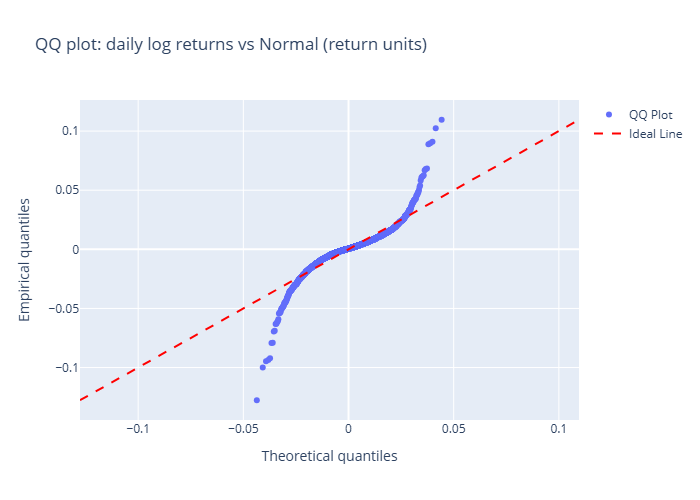 QQ plot: daily log returns vs Normal (return units)
QQ Plot
Ideal Line
0.1
0.05
0
−0.05
−0.1
Empirical quantiles
−0.1
−0.05
0
0.05
0.1
Theoretical quantiles